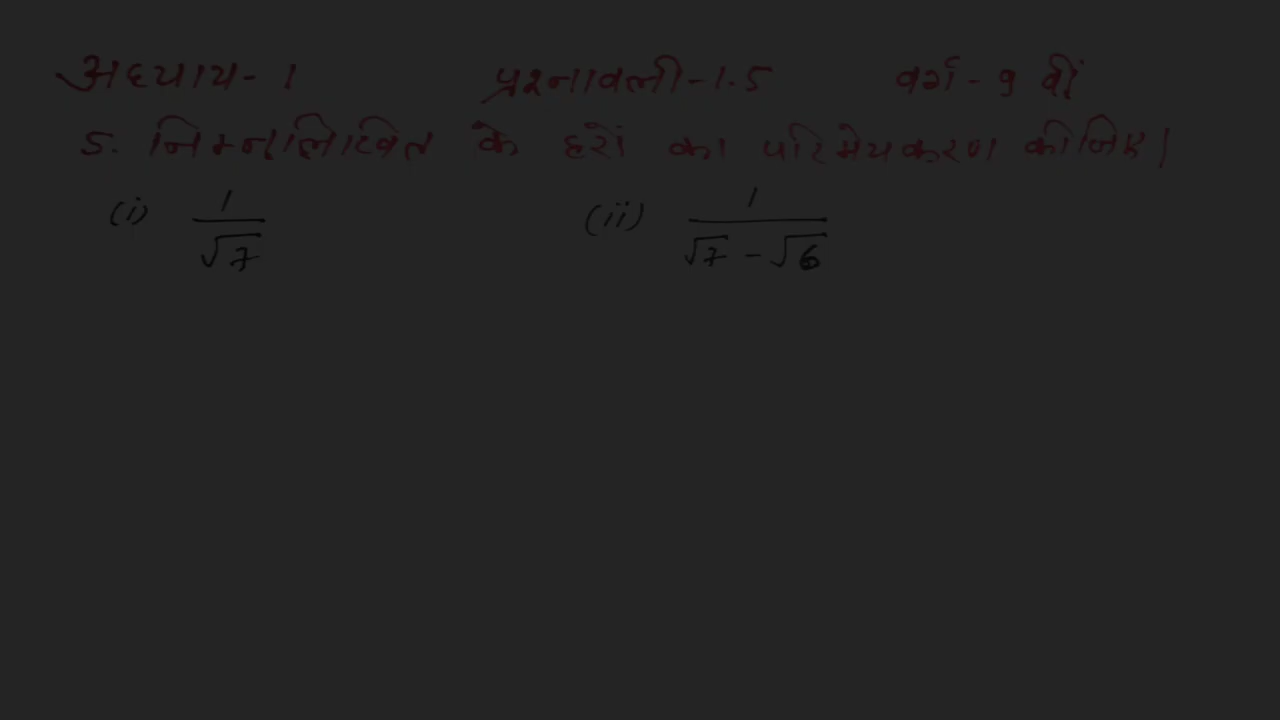 अध्याय-1 प्रश्नावली-1.5 वर्ग-9 वीं
5. निम्नलिखित के हरों का परिमेयकरण कीजिए।
(i) 1/√7 (ii) 1/(√7 - √6)